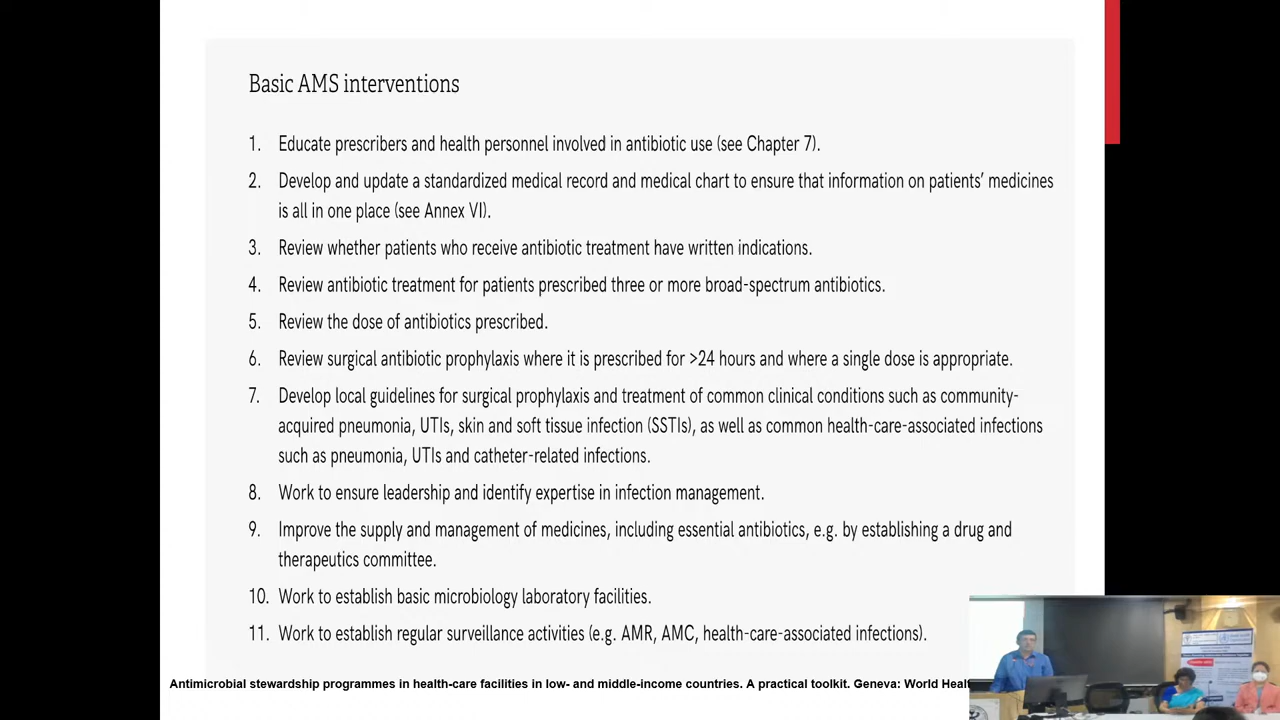 Basic AMS interventions
1. Educate prescribers and health personnel involved in antibiotic use (see Chapter 7).
2. Develop and update a standardized medical record and medical chart to ensure that information on patients’ medicines
is all in one place (see Annex VI).
3. Review whether patients who receive antibiotic treatment have written indications.
4. Review antibiotic treatment for patients prescribed three or more broad-spectrum antibiotics.
5. Review the dose of antibiotics prescribed.
6. Review surgical antibiotic prophylaxis where it is prescribed for >24 hours and where a single dose is appropriate.
7. Develop local guidelines for surgical prophylaxis and treatment of common clinical conditions such as community-
acquired pneumonia, UTIs, skin and soft tissue infection (SSTIs), as well as common health-care-associated infections
such as pneumonia, UTIs and catheter-related infections.
8. Work to ensure leadership and identify expertise in infection management.
9. Improve the supply and management of medicines, including essential antibiotics, e.g. by establishing a drug and
therapeutics committee.
10. Work to establish basic microbiology laboratory facilities.
11. Work to establish regular surveillance activities (e.g. AMR, AMC, health-care-associated infections).
Antimicrobial stewardship programmes in health-care facilities low- and middle-income countries. A practical toolkit. Geneva: World